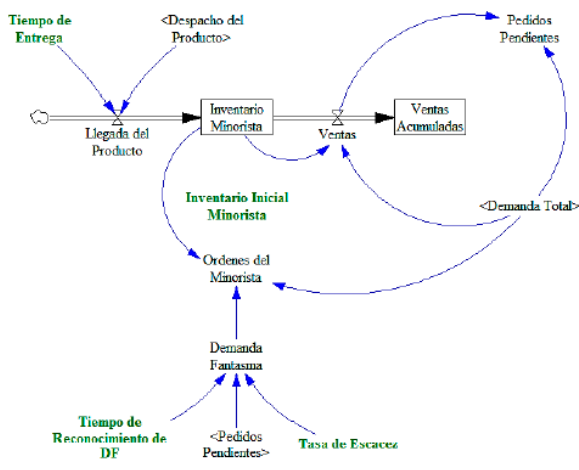 Tiempo de
Entrega
<Despacho del
Producto>
Pedidos
Pendientes
Llegada del
Producto
Inventario
Minorista
Ventas
Ventas
Acumuladas
Inventario Inicial
Minorista
<Demanda Total>
Ordenes del
Minorista
Demanda
Fantasma
Tiempo de
Reconocimiento de
DF
<Pedidos
Pendientes>
Tasa de Escacez